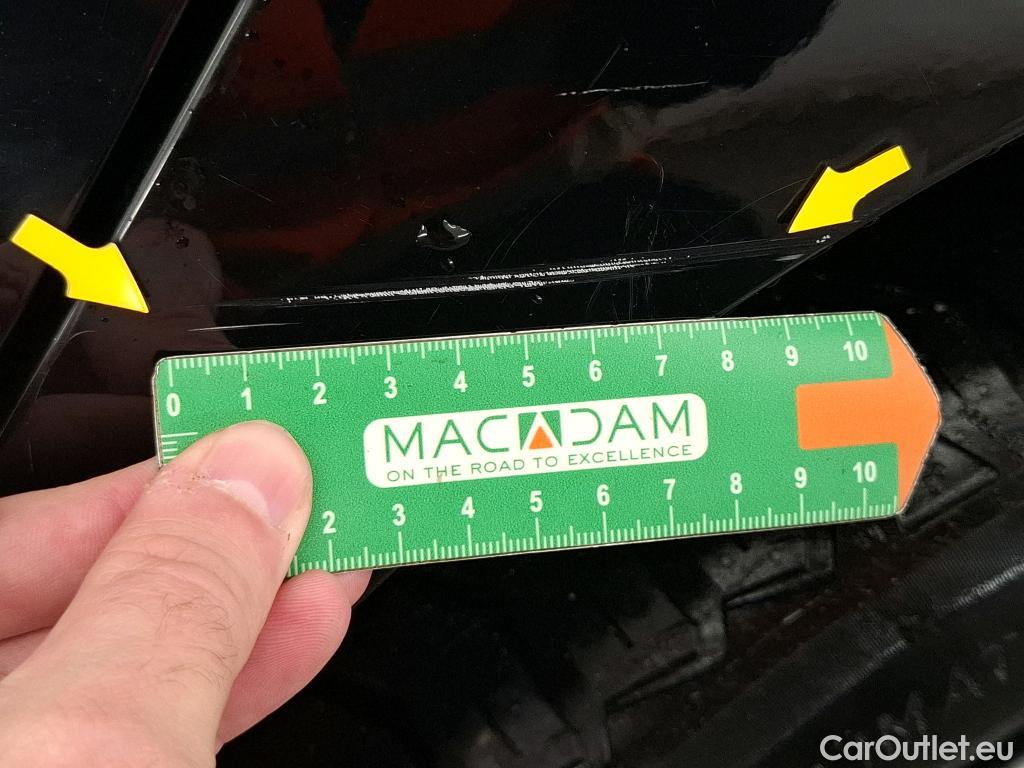 0 1 2 3 4 5 6 7 8 9 10
MACADAM
ON THE ROAD TO EXCELLENCE
2 3 4 5 6 7 8 9 10
CarOutlet.eu